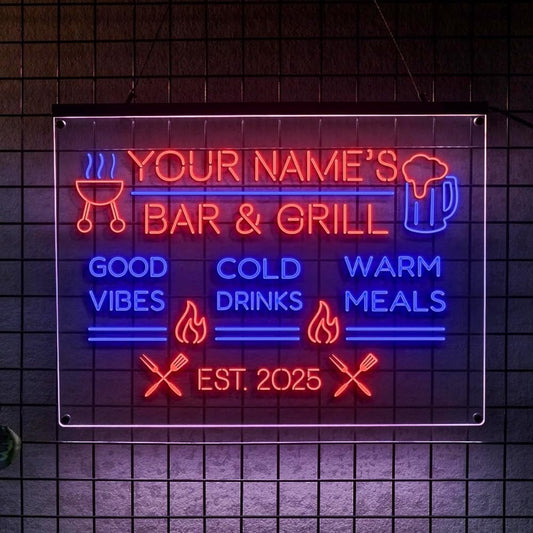 YOUR NAME'S
BAR & GRILL
GOOD VIBES
COLD DRINKS
WARM MEALS
EST. 2025